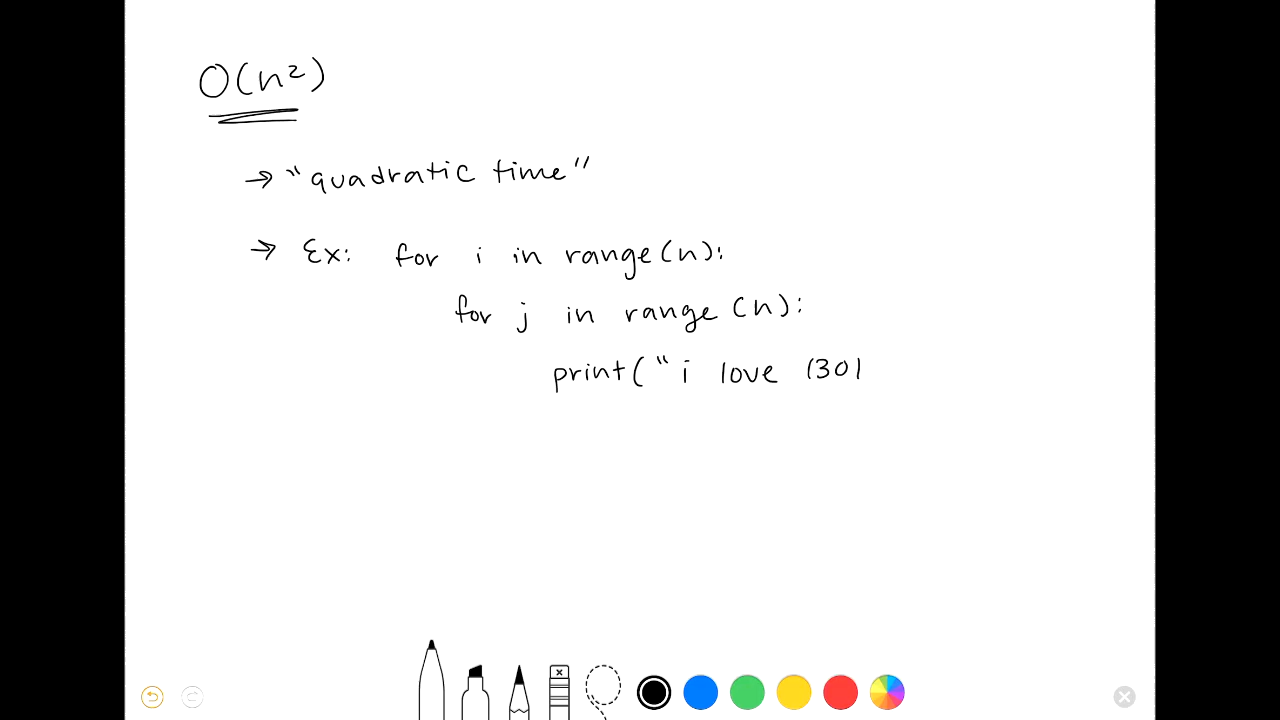 O(n²)
→ "quadratic time"
→ Ex: for i in range(n):
for j in range(n):
print("i love 1301